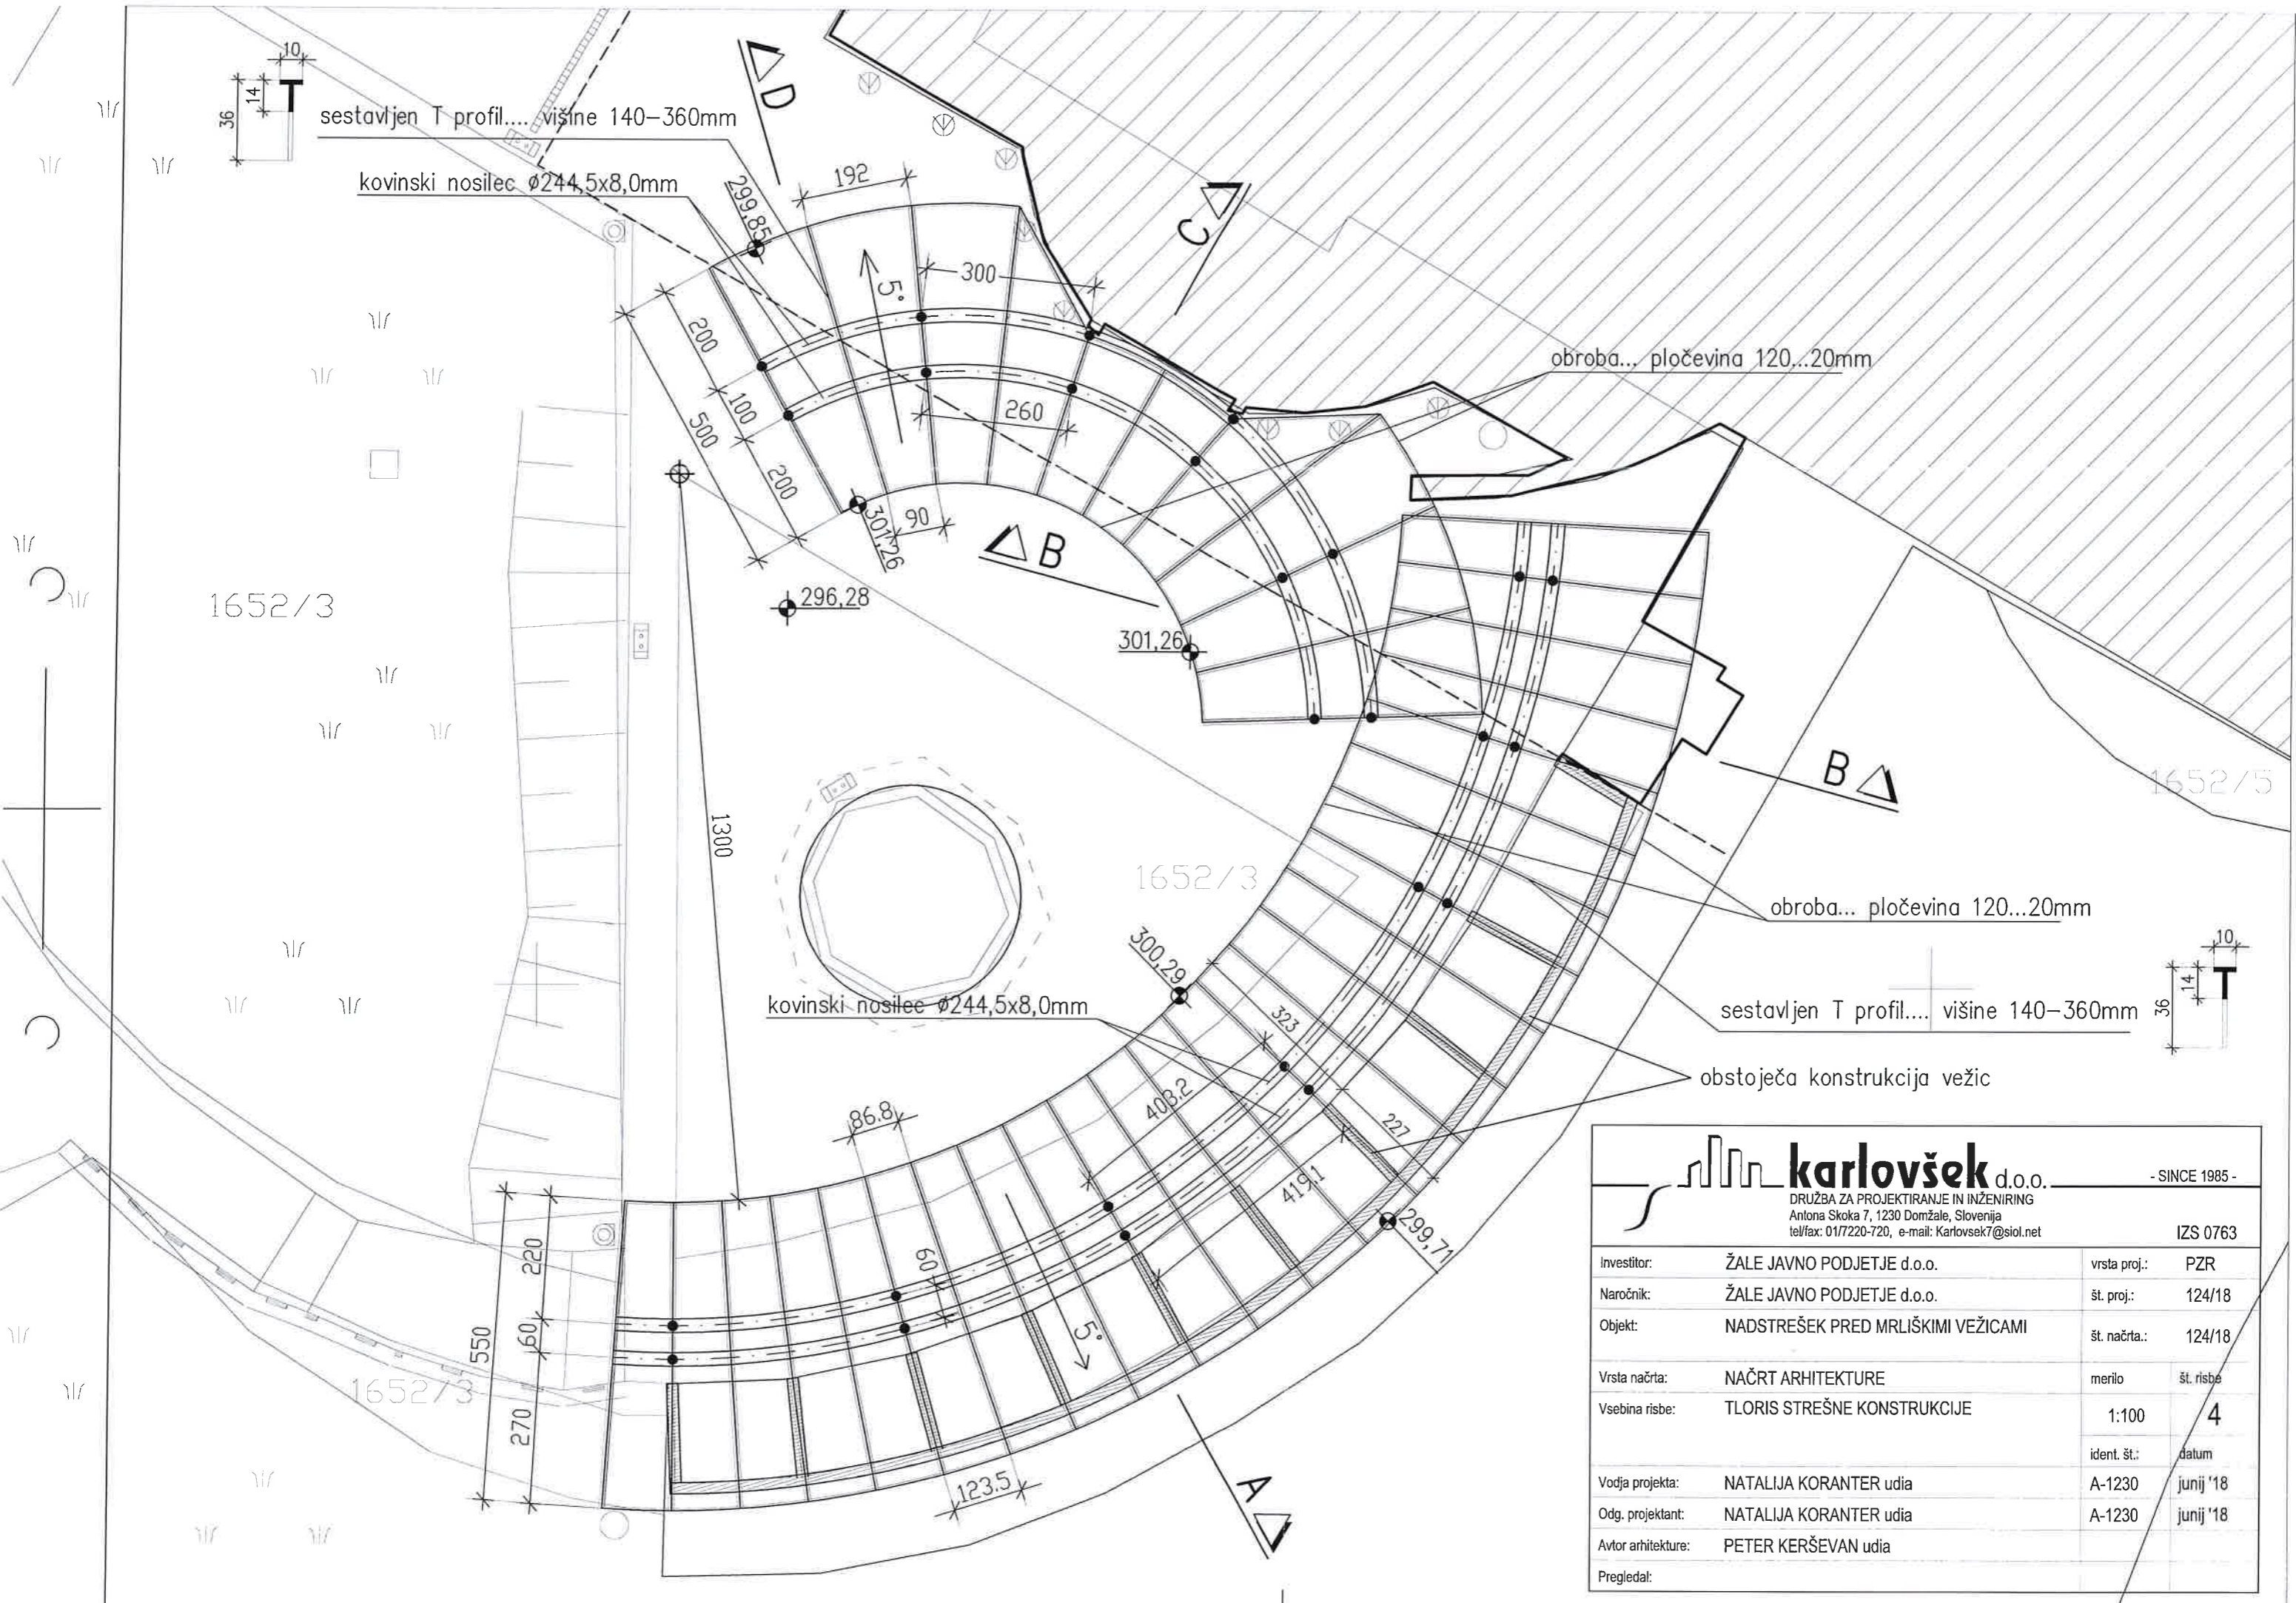 10
14
36
sestavljen T profil.... višine 140-360mm
kovinski nosilec ø244,5x8,0mm
D
299,85
192
C
5°
300
200
100
500
200
260
obroba... pločevina 120...20mm
301,26
90
B
296,28
301,26
1652/3
1300
1652/3
B
1652/5
obroba... pločevina 120...20mm
10
14
36
sestavljen T profil.... višine 140-360mm
300,29
kovinski nosilec ø244,5x8,0mm
323
obstoječa konstrukcija vežic
403.2
86.8
227
419.1
299,71
220
60
60
550
270
5°
1652/3
123.5
A
karlovšek d.o.o.
- SINCE 1985 -
DRUŽBA ZA PROJEKTIRANJE IN INŽENIRING
Antona Skoka 7, 1230 Domžale, Slovenija
tel/fax: 01/7220-720, e-mail: Karlovsek7@siol.net
IZS 0763
Investitor: ŽALE JAVNO PODJETJE d.o.o. vrsta proj.: PZR
Naročnik: ŽALE JAVNO PODJETJE d.o.o. št. proj.: 124/18
Objekt: NADSTREŠEK PRED MRLIŠKIMI VEŽICAMI št. načrta.: 124/18
Vrsta načrta: NAČRT ARHITEKTURE merilo št. risbe
Vsebina risbe: TLORIS STREŠNE KONSTRUKCIJE 1:100 4
ident. št.: datum
Vodja projekta: NATALIJA KORANTER udia A-1230 junij '18
Odg. projektant: NATALIJA KORANTER udia A-1230 junij '18
Avtor arhitekture: PETER KERŠEVAN udia
Pregledal: